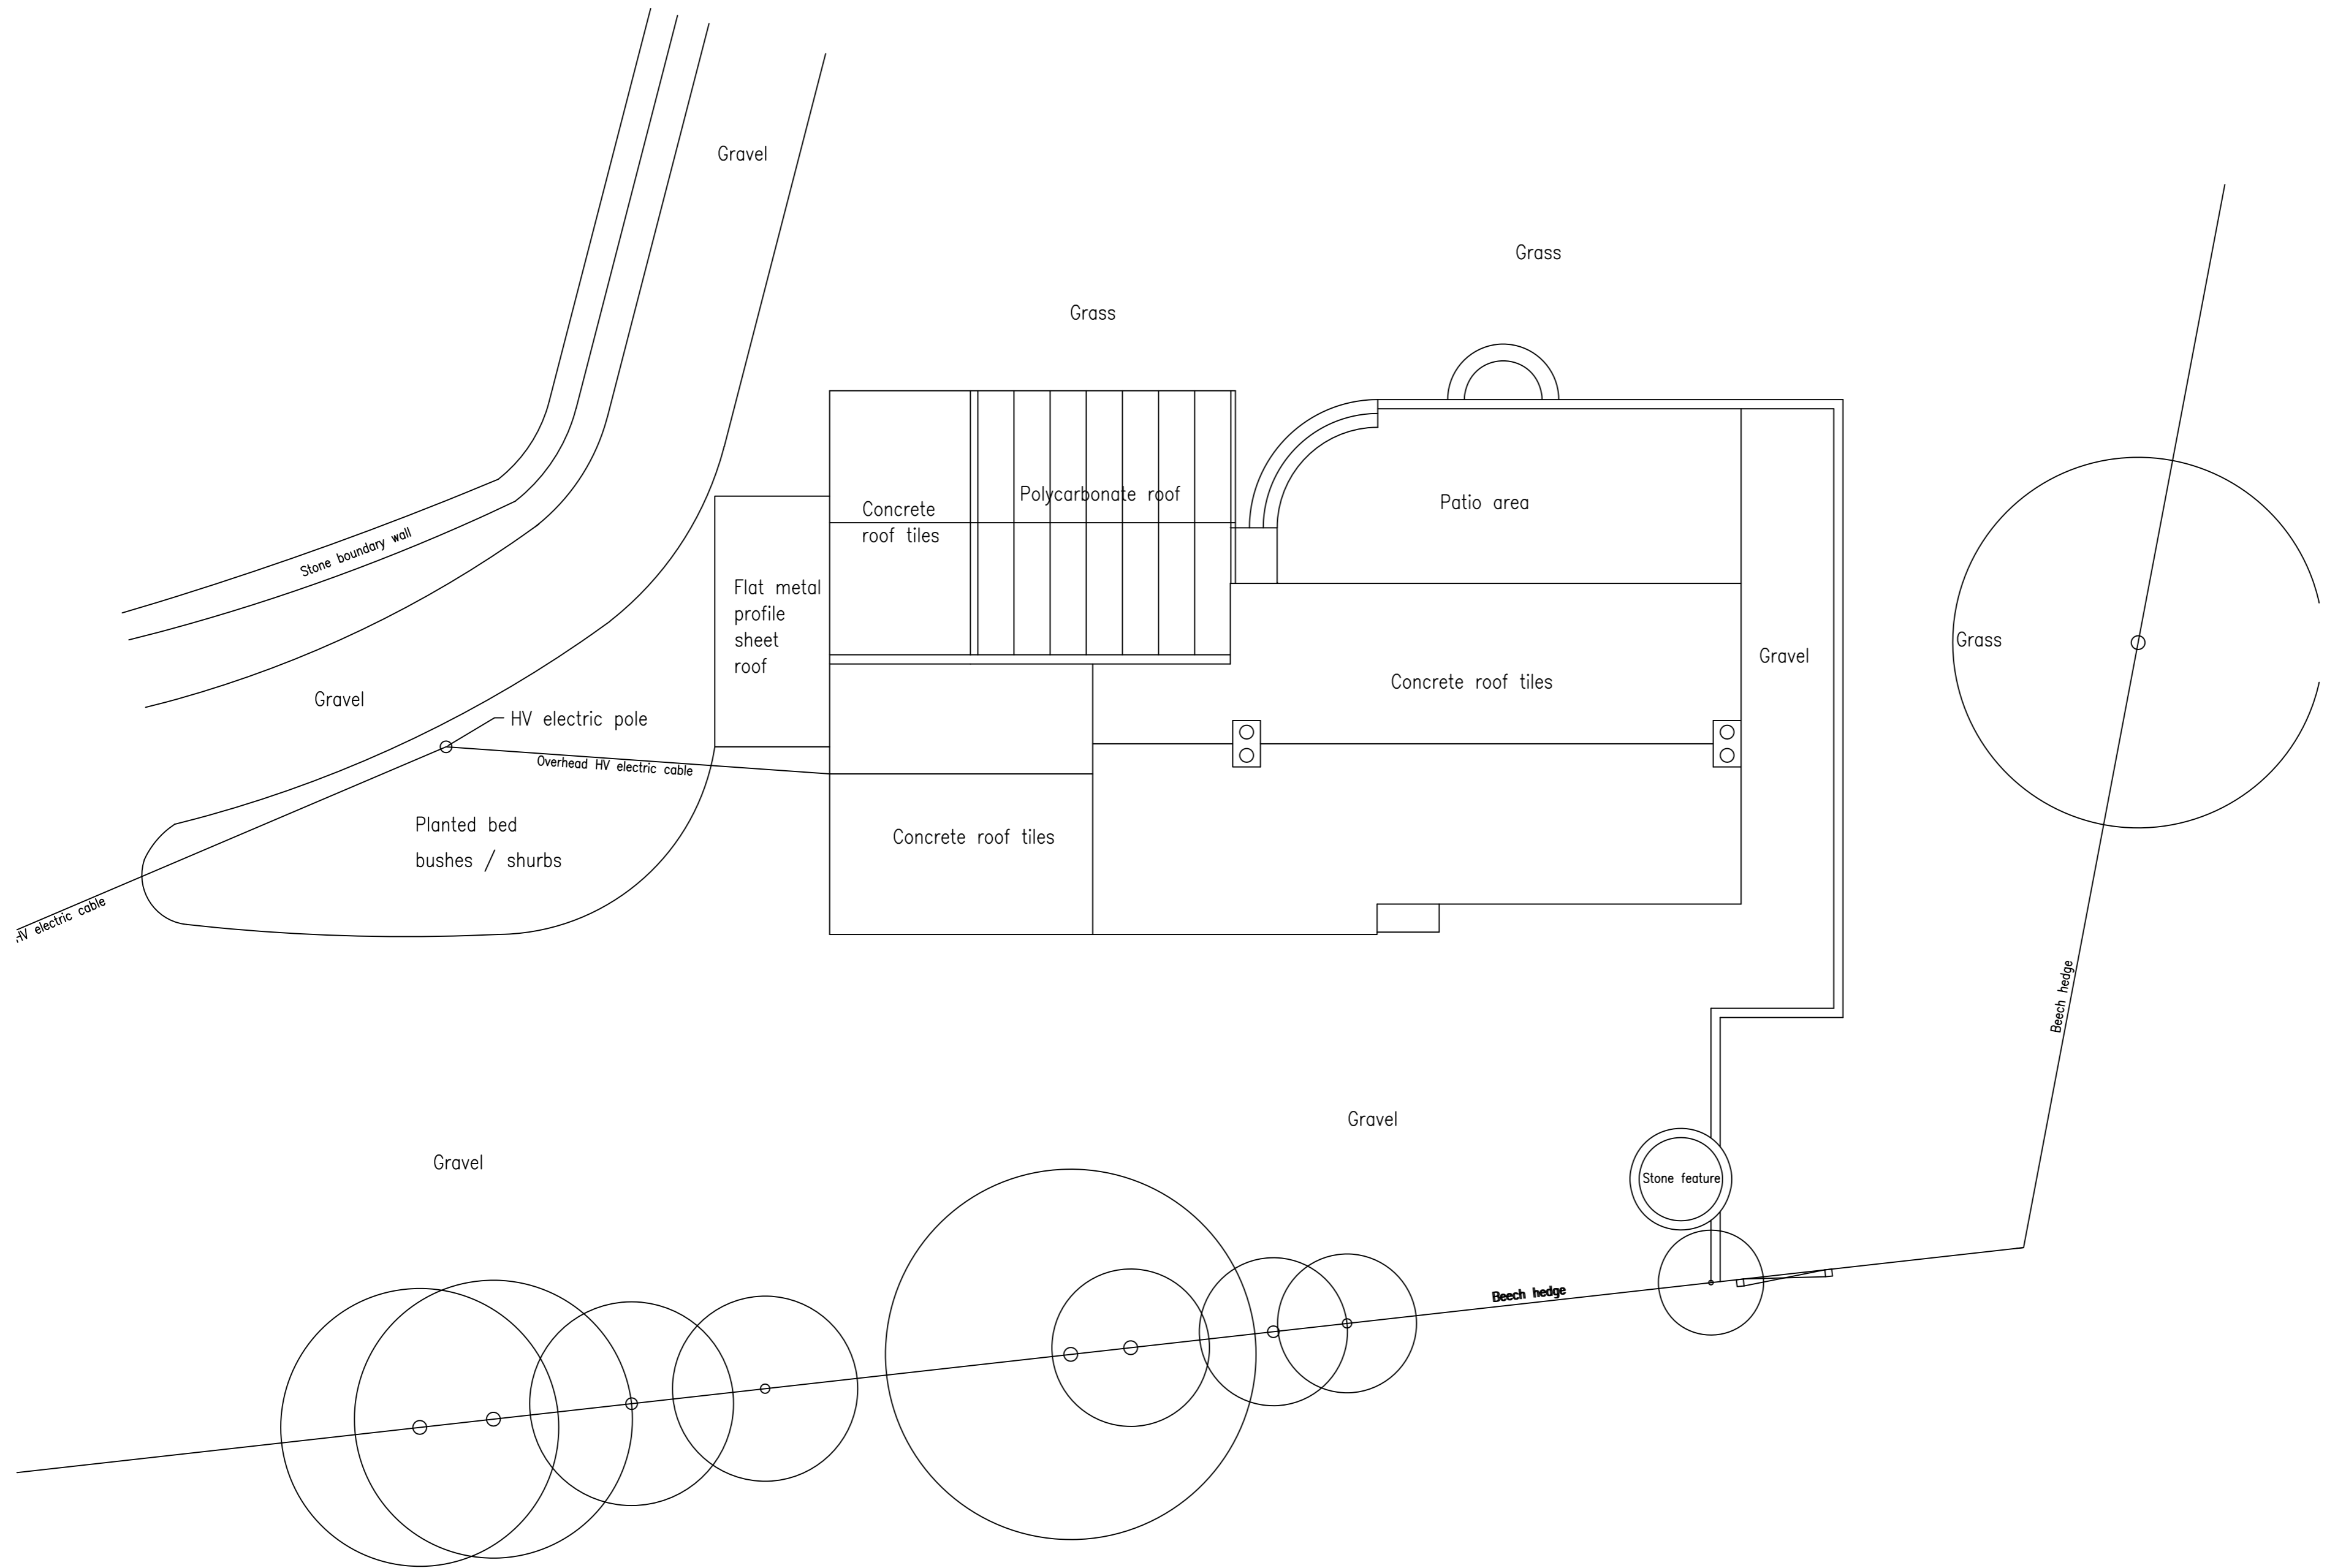 Gravel
Grass
Grass
Polycarbonate roof
Patio area
Concrete
roof tiles
Stone boundary wall
Flat metal
profile
sheet
roof
Grass
Gravel
Concrete roof tiles
Gravel
HV electric pole
Overhead HV electric cable
Planted bed
bushes / shurbs
Concrete roof tiles
HV electric cable
Beech hedge
Gravel
Gravel
Stone feature
Beech hedge